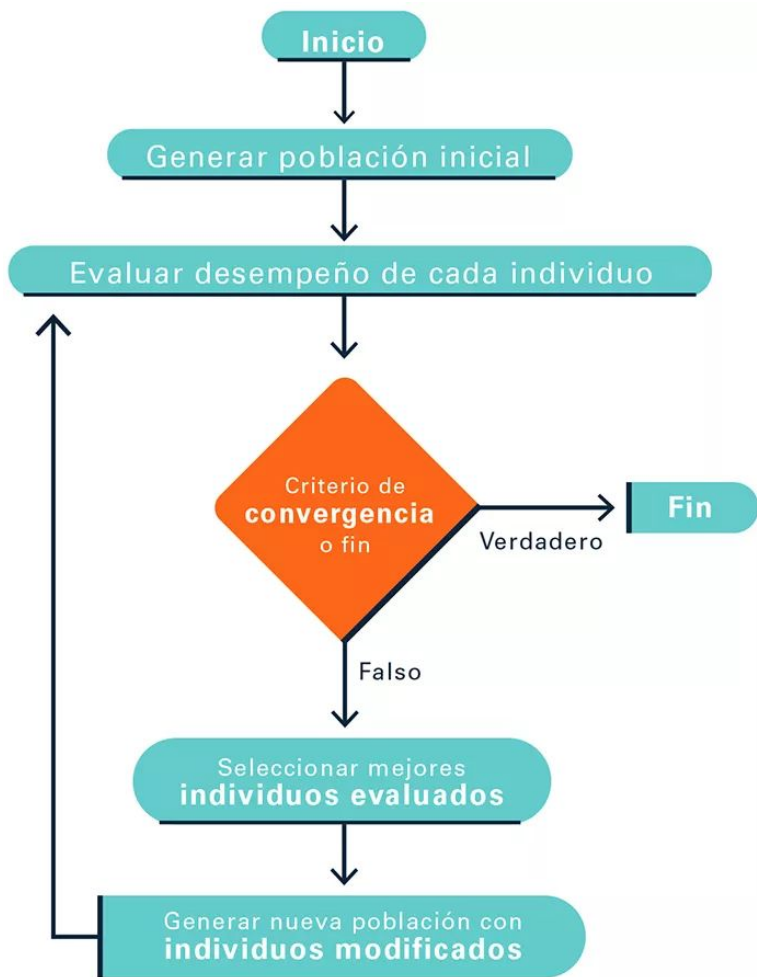 Inicio
Generar población inicial
Evaluar desempeño de cada individuo
Criterio de
convergencia
o fin
Verdadero
Fin
Falso
Seleccionar mejores
individuos evaluados
Generar nueva población con
individuos modificados